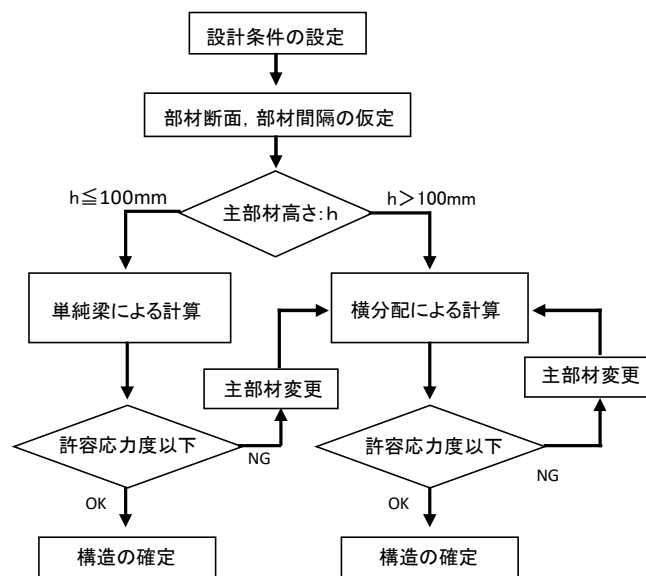 設計条件の設定
部材断面，部材間隔の仮定
h≦100mm
主部材高さ:h
h＞100mm
単純梁による計算
横分配による計算
主部材変更
主部材変更
許容応力度以下
NG
許容応力度以下
NG
OK
OK
構造の確定
構造の確定